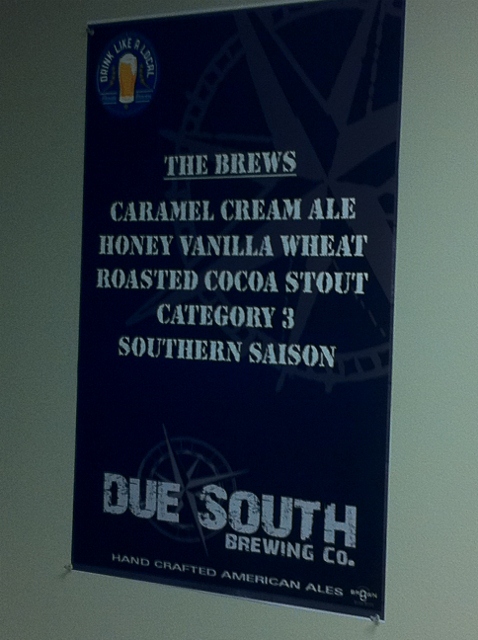 DRINK LIKE A LOCAL
THE BREWS
CARAMEL CREAM ALE
HONEY VANILLA WHEAT
ROASTED COCOA STOUT
CATEGORY 3
SOUTHERN SAISON
DUE SOUTH
BREWING CO.
HAND CRAFTED AMERICAN ALES